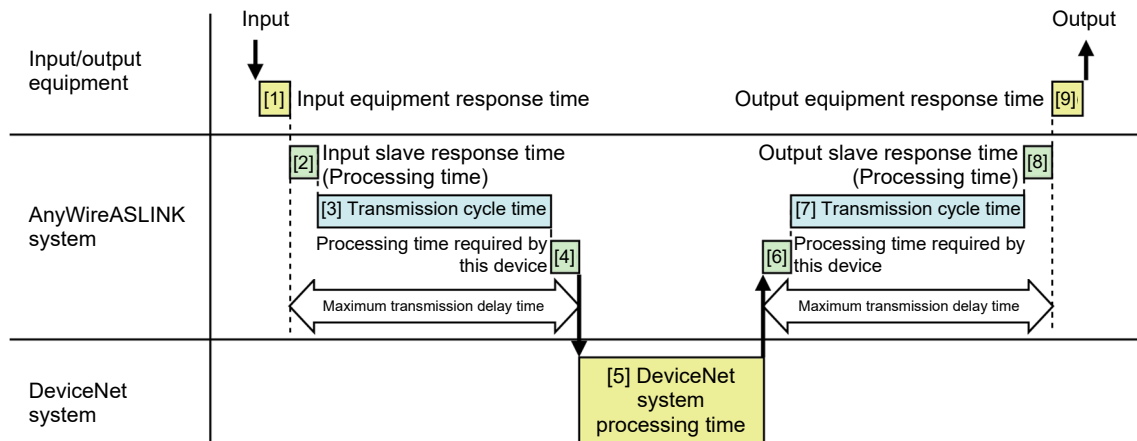 Input
Output
Input/output
equipment
[1]
Input equipment response time
Output equipment response time
[9]
[2]
Input slave response time
(Processing time)
Output slave response time
(Processing time)
[8]
AnyWireASLINK
system
[3] Transmission cycle time
[7] Transmission cycle time
Processing time required by
this device
[4]
[6]
Processing time required by
this device
Maximum transmission delay time
Maximum transmission delay time
DeviceNet
system
[5] DeviceNet
system
processing time